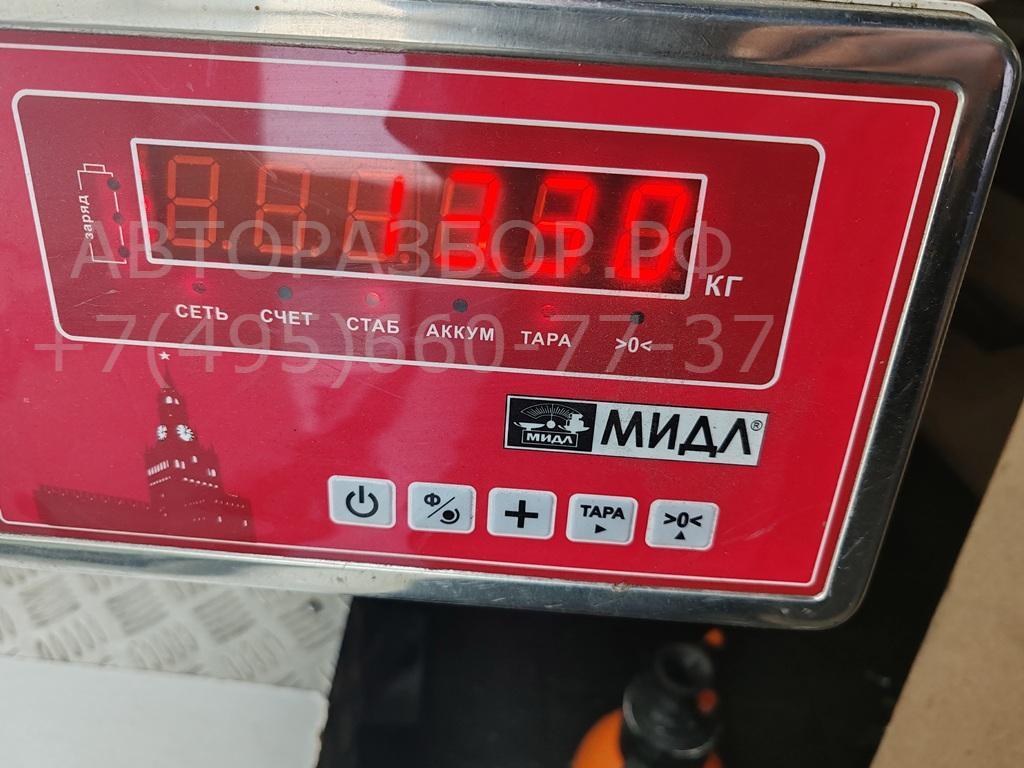 заряд
КГ
АВТОРАЗБОР.РФ
СЕТЬ СЧЕТ СТАБ АККУМ ТАРА >0<
+7(495)660-77-37
МИДЛ МИДЛ®
Ф + ТАРА >0<